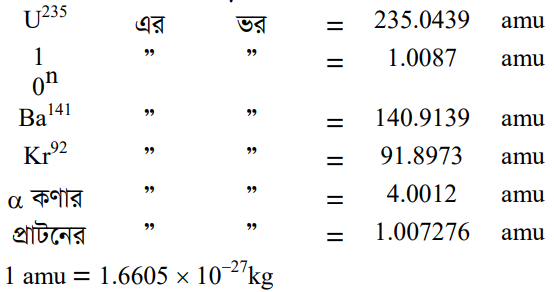 U²³⁵ এর ভর = 235.0439 amu
1
0ⁿ ” ” = 1.0087 amu
Ba¹⁴¹ ” ” = 140.9139 amu
Kr⁹² ” ” = 91.8973 amu
α কণার ” ” = 4.0012 amu
প্রাটনের ” ” = 1.007276 amu
1 amu = 1.6605 × 10⁻²⁷kg